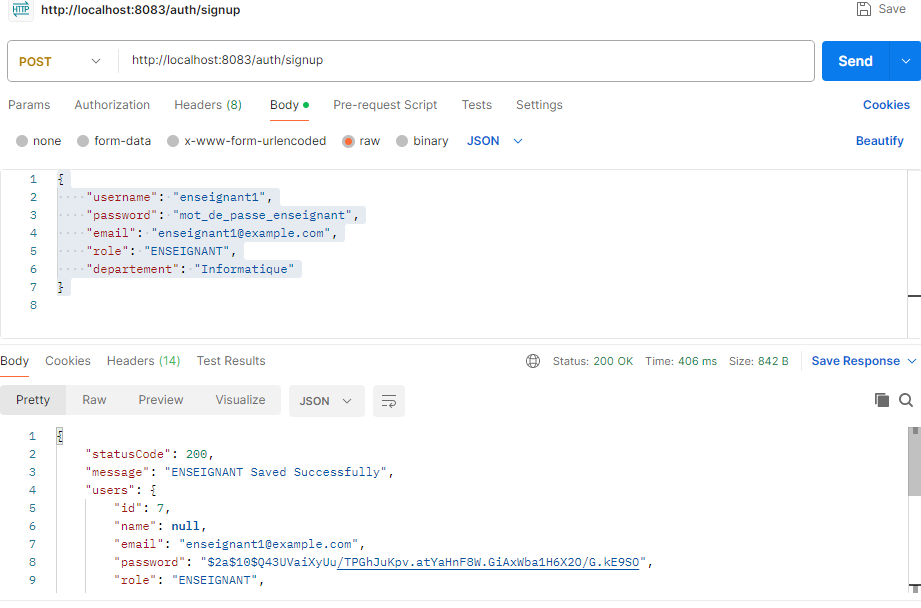 HTTP http://localhost:8083/auth/signup Save
POST http://localhost:8083/auth/signup Send
Params Authorization Headers (8) Body Pre-request Script Tests Settings Cookies
none form-data x-www-form-urlencoded raw binary JSON Beautify
1 {
2 ····"username":·"enseignant1",
3 ····"password":·"mot_de_passe_enseignant",
4 ····"email":·"enseignant1@example.com",
5 ····"role":·"ENSEIGNANT",
6 ····"departement":·"Informatique"
7 }
8
Body Cookies Headers (14) Test Results Status: 200 OK Time: 406 ms Size: 842 B Save Response
Pretty Raw Preview Visualize JSON
1 {
2 "statusCode": 200,
3 "message": "ENSEIGNANT Saved Successfully",
4 "users": {
5 "id": 7,
6 "name": null,
7 "email": "enseignant1@example.com",
8 "password": "$2a$10$Q43UVaiXyUu/TPGhJuKpv.atYaHnF8W.GiAxWba1H6X2O/G.kE9SO",
9 "role": "ENSEIGNANT",